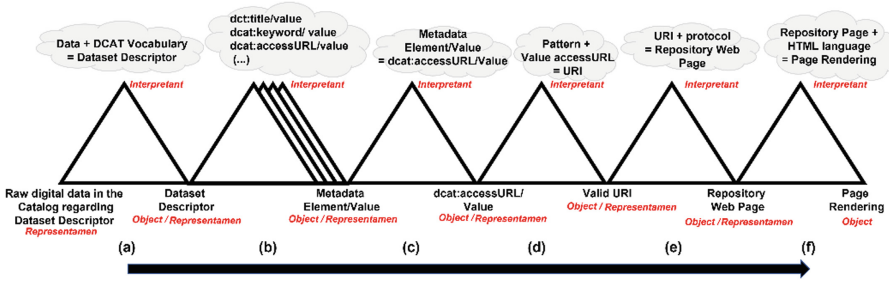 Data + DCAT Vocabulary
= Dataset Descriptor
Interpretant
dct:title/value
dcat:keyword/ value
dcat:accessURL/value
(...)
Interpretant
Metadata
Element/Value
= dcat:accessURL/Value
Interpretant
Pattern +
Value accessURL
= URI
Interpretant
URI + protocol
= Repository Web
Page
Interpretant
Repository Page +
HTML language
= Page Rendering
Interpretant
Raw digital data in the
Catalog regarding
Dataset Descriptor
Representamen
Dataset
Descriptor
Object / Representamen
Metadata
Element/Value
Object / Representamen
dcat:accessURL/
Value
Object / Representamen
Valid URI
Object / Representamen
Repository
Web Page
Object / Representamen
Page
Rendering
Object
(a) (b) (c) (d) (e) (f)